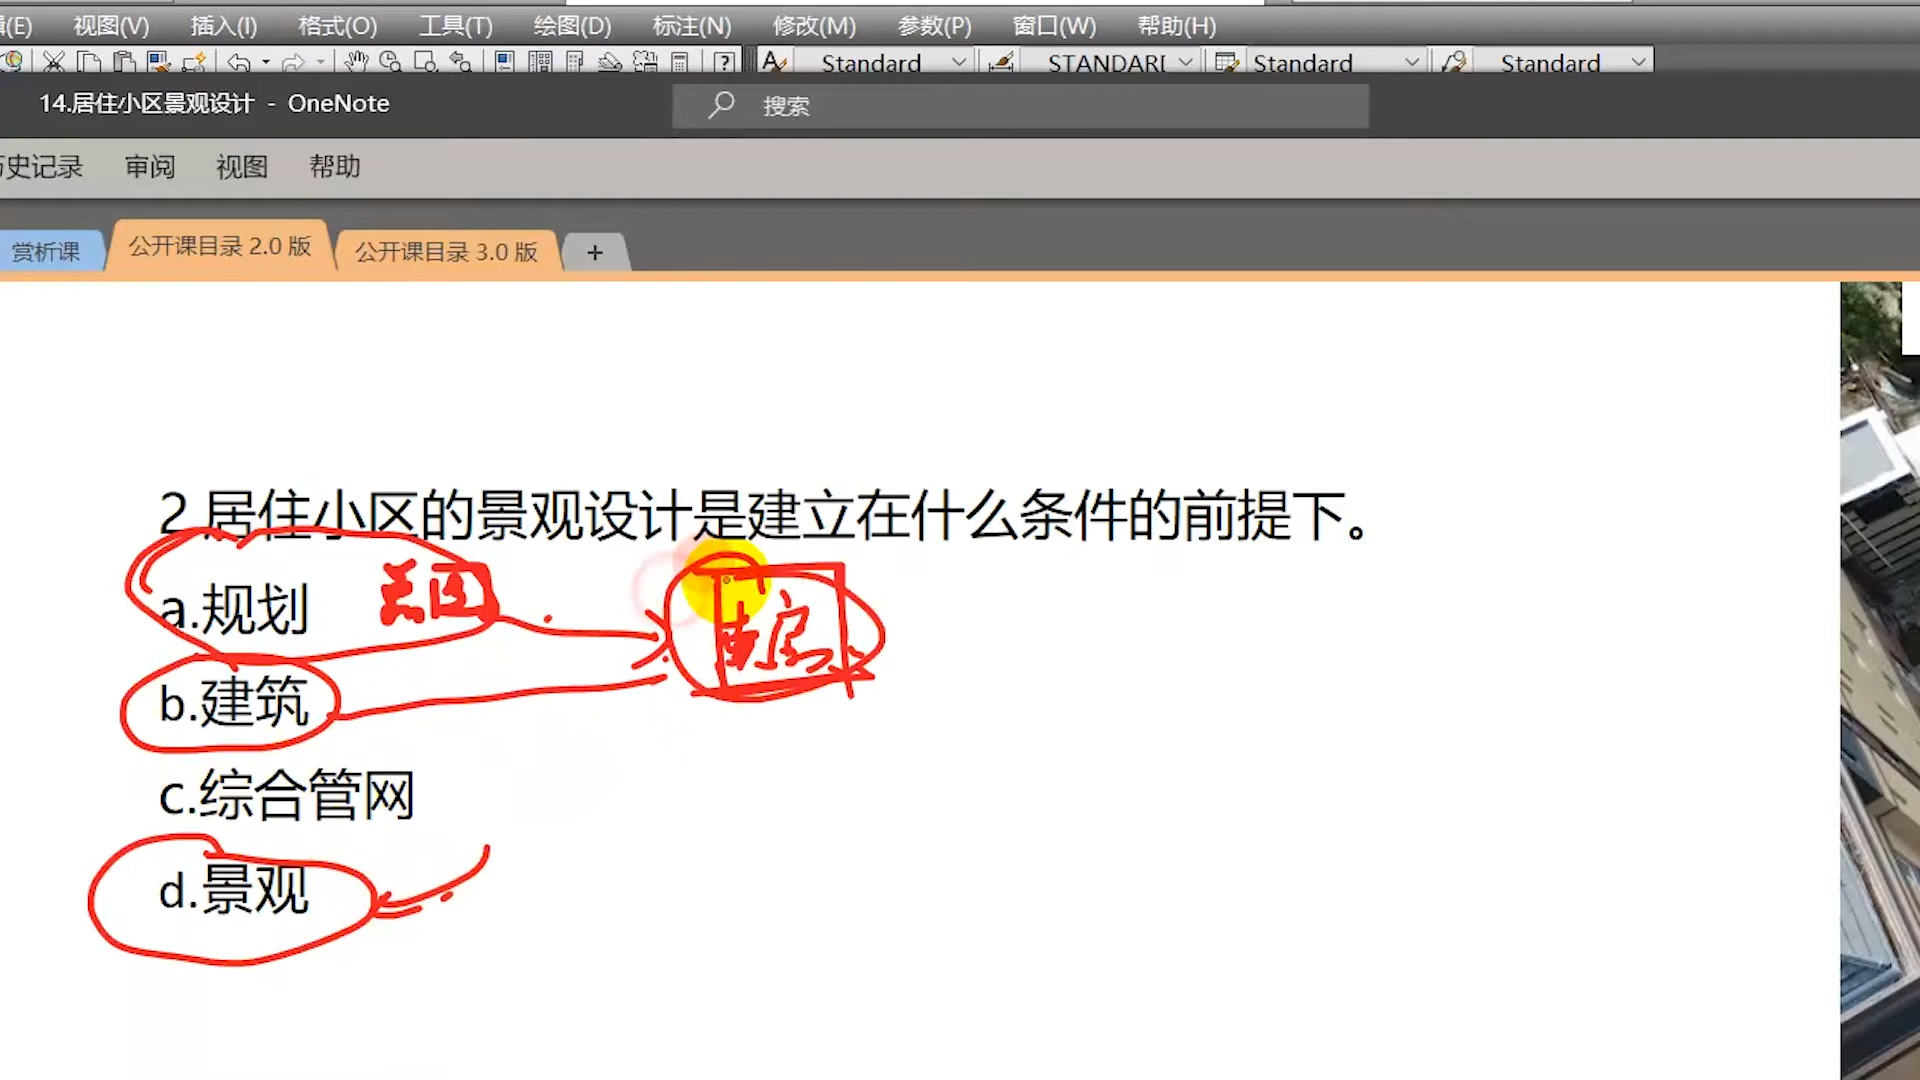 辑(E) 视图(V) 插入(I) 格式(O) 工具(T) 绘图(D) 标注(N) 修改(M) 参数(P) 窗口(W) 帮助(H)
Standard STANDARI Standard Standard
14.居住小区景观设计 - OneNote 搜索
历史记录 审阅 视图 帮助
赏析课 公开课目录 2.0 版 公开课目录 3.0 版 +
2.居住小区的景观设计是建立在什么条件的前提下。
a.规划 总图
b.建筑
c.综合管网
d.景观